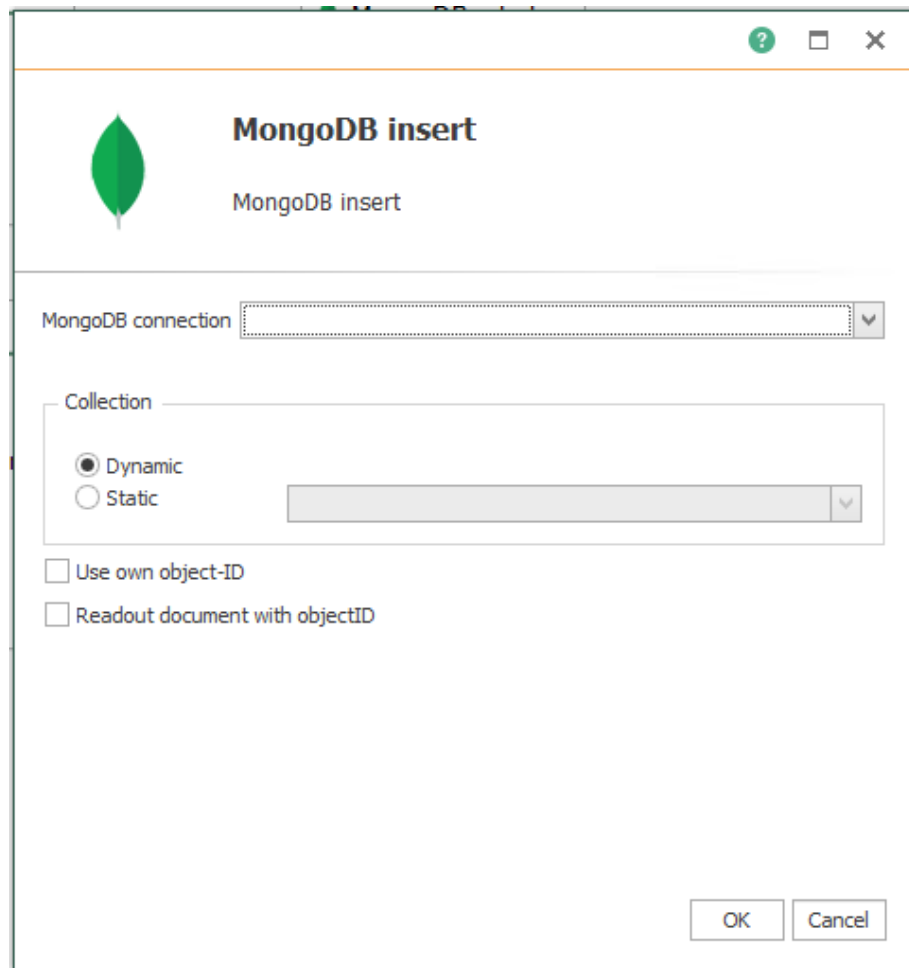 ?
MongoDB insert
MongoDB insert
MongoDB connection
Collection
Dynamic
Static
Use own object-ID
Readout document with objectID
OK Cancel